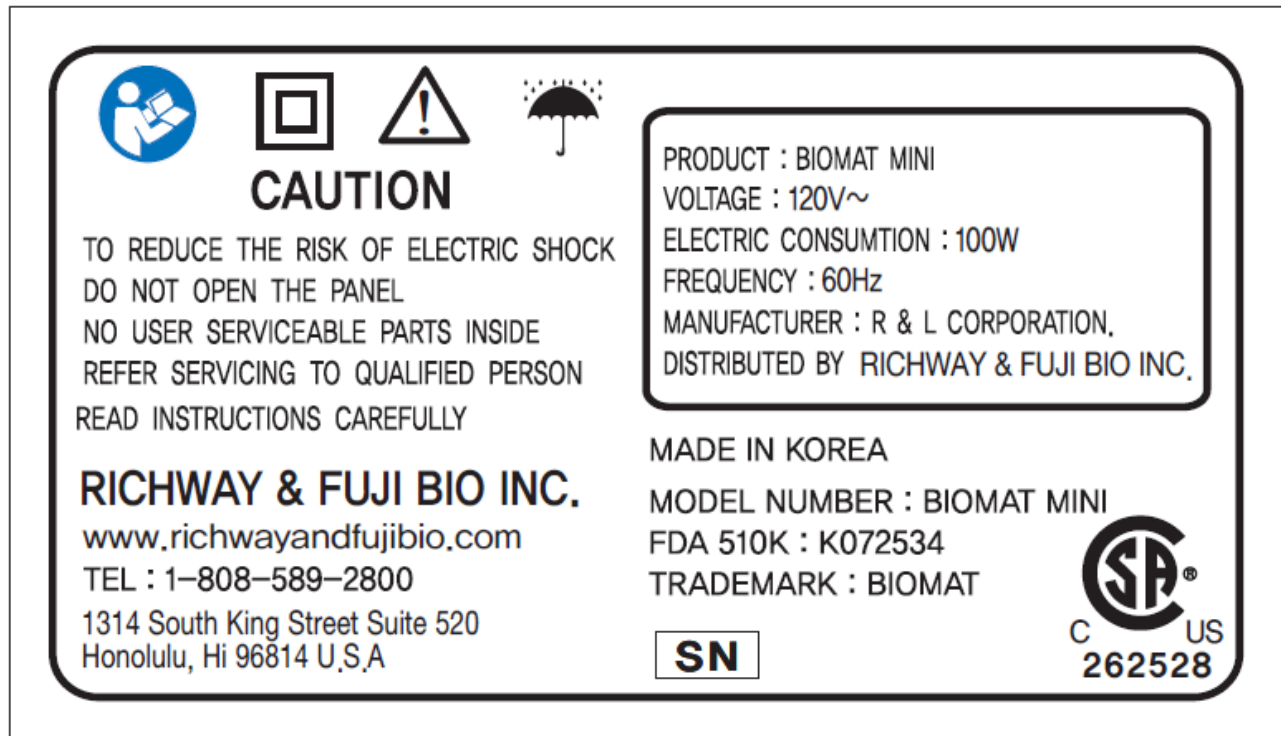 CAUTION
TO REDUCE THE RISK OF ELECTRIC SHOCK
DO NOT OPEN THE PANEL
NO USER SERVICEABLE PARTS INSIDE
REFER SERVICING TO QUALIFIED PERSON
READ INSTRUCTIONS CAREFULLY
RICHWAY & FUJI BIO INC.
www.richwayandfujibio.com
TEL : 1-808-589-2800
1314 South King Street Suite 520
Honolulu, Hi 96814 U.S.A
PRODUCT : BIOMAT MINI
VOLTAGE : 120V~
ELECTRIC CONSUMTION : 100W
FREQUENCY : 60Hz
MANUFACTURER : R & L CORPORATION.
DISTRIBUTED BY RICHWAY & FUJI BIO INC.
MADE IN KOREA
MODEL NUMBER : BIOMAT MINI
FDA 510K : K072534
TRADEMARK : BIOMAT
SN
CSA®
C US
262528